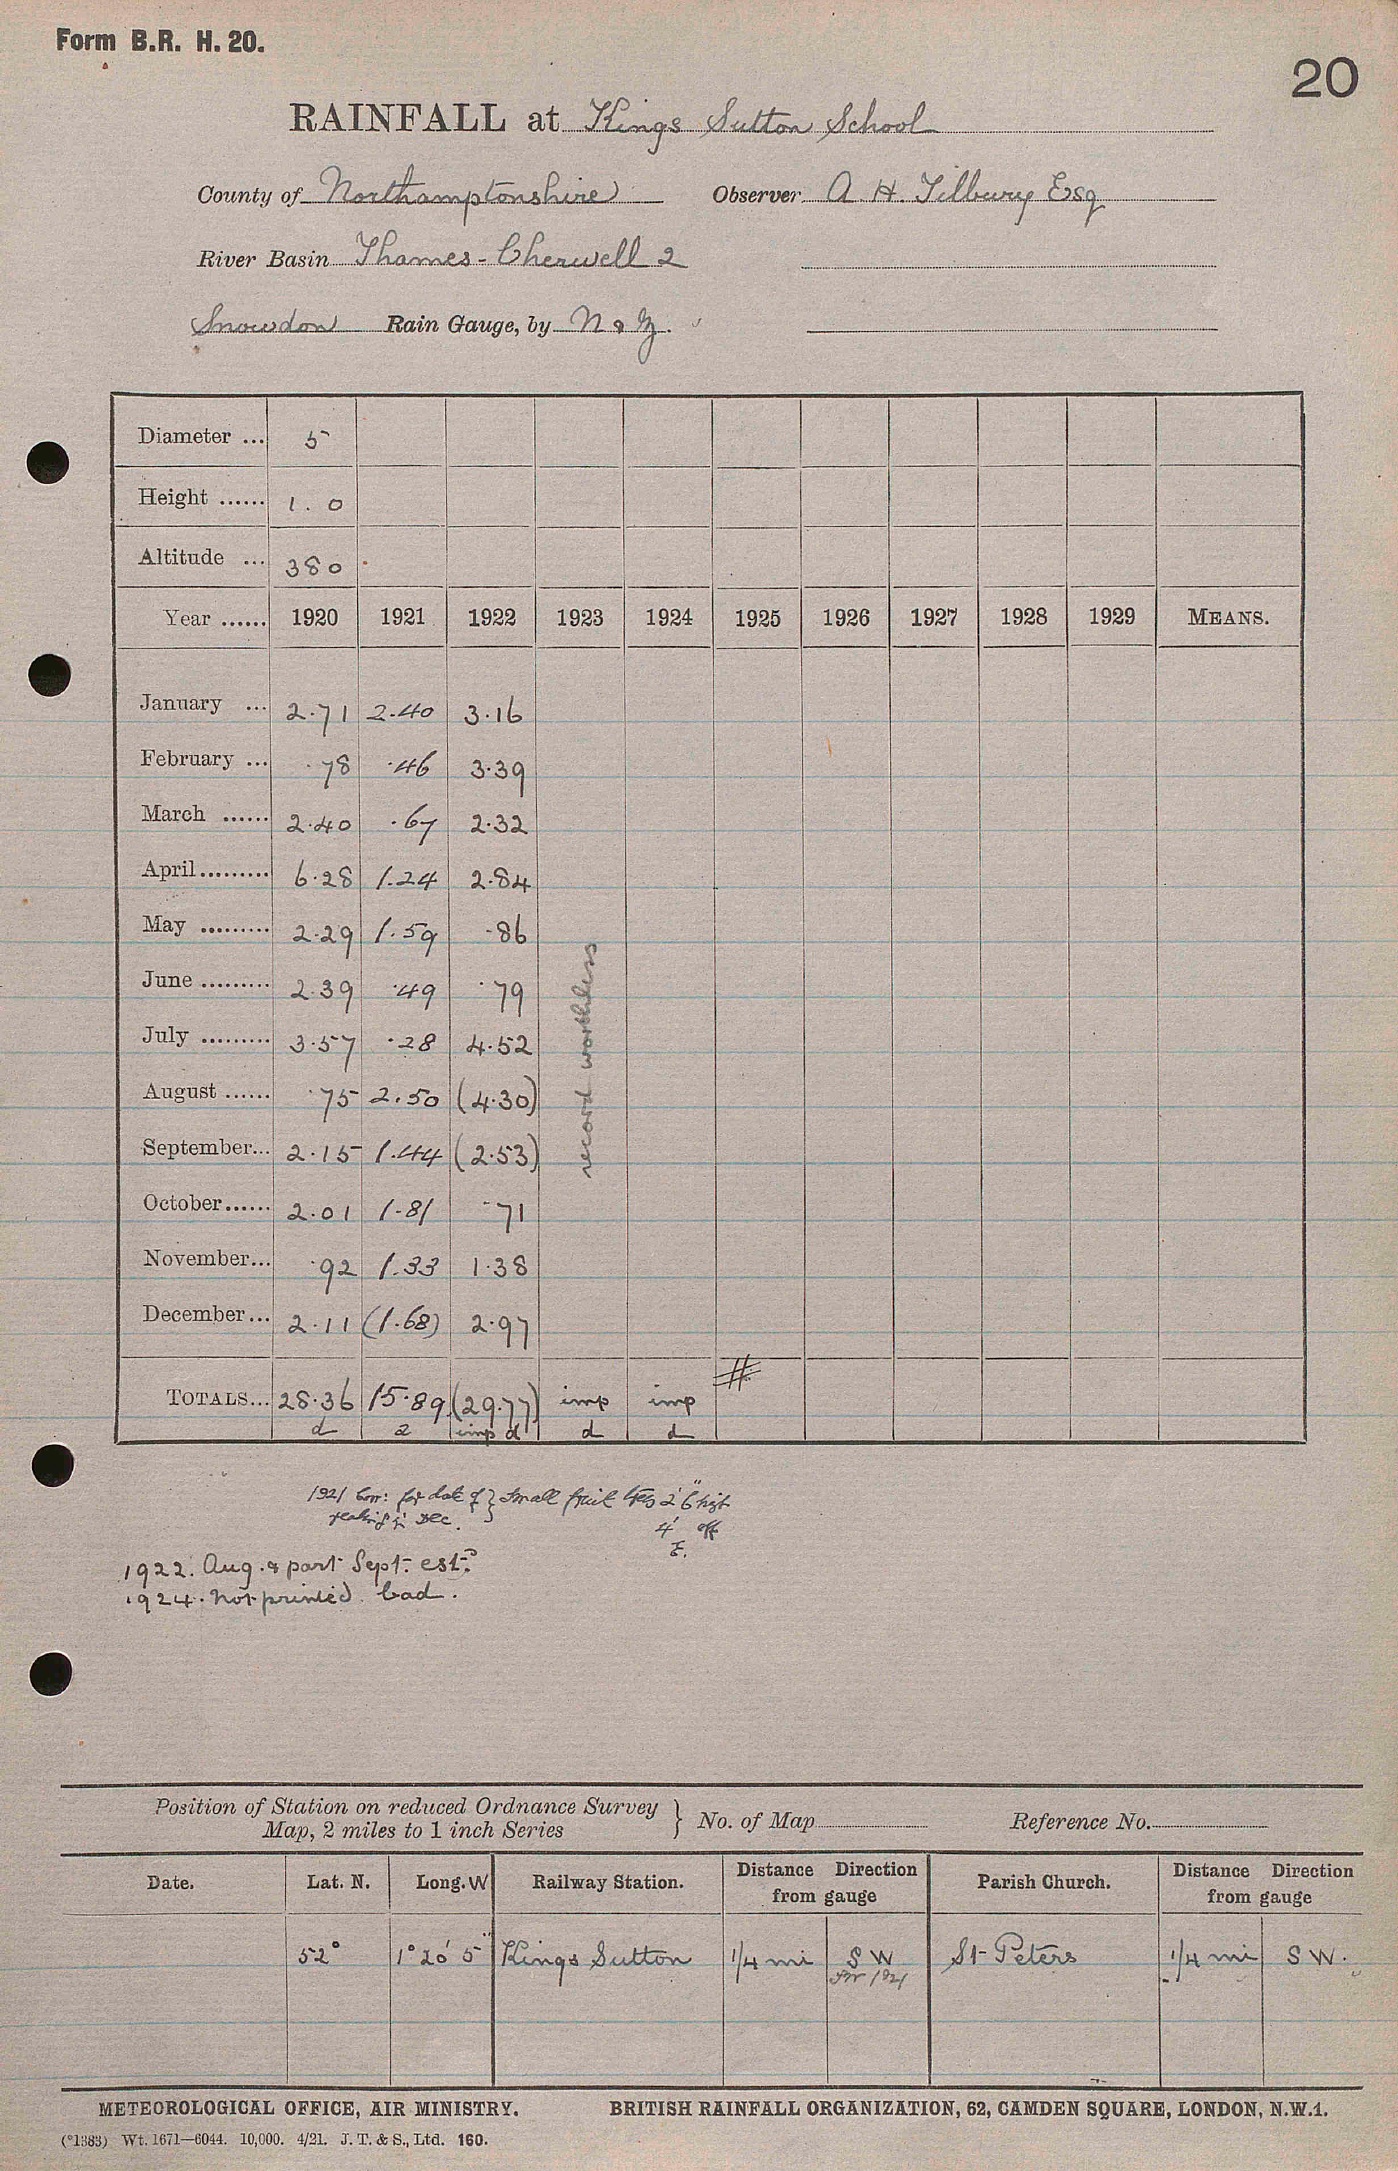 Form B.R. H. 20.
20
RAINFALL at Kings Sutton School
County of Northamptonshire Observer A. H. Tilbury Esq
River Basin Thames - Cherwell 2
Snowdon Rain Gauge, by N & Z.
Diameter ... 5
Height ...... 1. 0
Altitude ... 380
Year ...... 1920 1921 1922 1923 1924 1925 1926 1927 1928 1929 MEANS.
January ... 2.71 2.40 3.16
February ... .78 .46 3.39
March ...... 2.40 .67 2.32
April......... 6.28 1.24 2.84
May ......... 2.29 1.59 .86
June ......... 2.39 .49 .79
July ......... 3.57 .28 4.52
August ...... .75 2.50 (4.30)
September... 2.15 1.44 (2.53)
October...... 2.01 1.81 .71
November... .92 1.33 1.38
December... 2.11 (1.68) 2.97
record worthless
TOTALS... 28.36 15.89 (29.77) imp imp #
d 2 imp d d d
1921 Corr: for date of } Small fruit trees 2' 6" high
reading in Dec. 4' off
E.
1922. Aug. & part Sept. estd.
1924. Not printed bad.
Position of Station on reduced Ordnance Survey } No. of Map Reference No.
Map, 2 miles to 1 inch Series
Date. Lat. N. Long. W Railway Station. Distance Direction from gauge Parish Church. Distance Direction from gauge
52° 1° 20' 5" Kings Sutton 1/4 mi SW St Peters 1/4 mi SW.
1921
METEOROLOGICAL OFFICE, AIR MINISTRY. BRITISH RAINFALL ORGANIZATION, 62, CAMDEN SQUARE, LONDON, N.W.1.
(*1383) Wt. 1671—6044. 10,000. 4/21. J. T. & S., Ltd. 160.